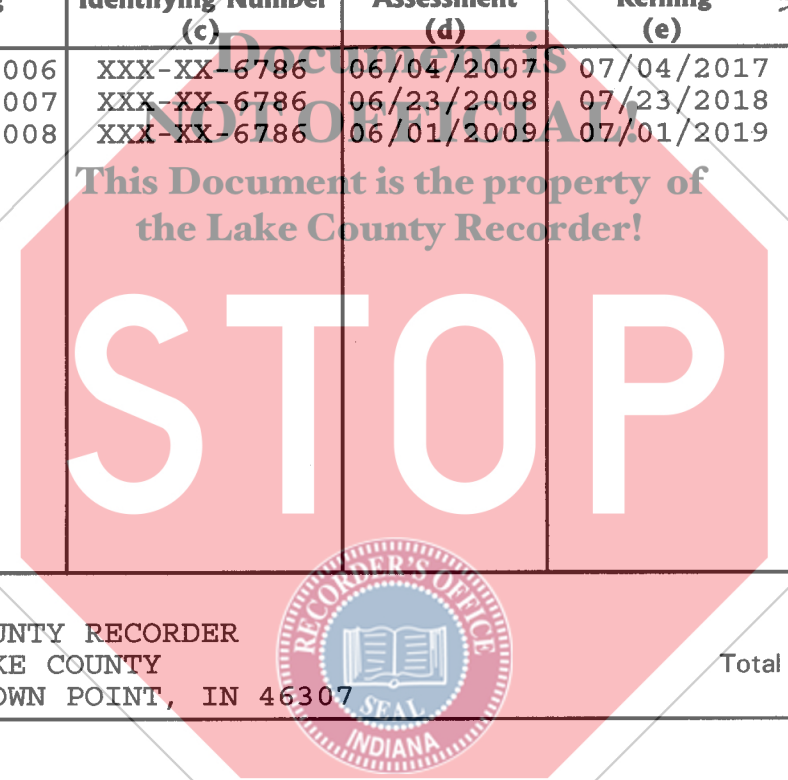 Identifying Number Assessment Refiling
(c) (d) (e)
Document is
006 XXX-XX-6786 06/04/2007 07/04/2017
007 XXX-XX-6786 06/23/2008 07/23/2018
NOT OFFICIAL!
008 XXX-XX-6786 06/01/2009 07/01/2019
This Document is the property of
the Lake County Recorder!
STOP
RECORDER'S OFFICE
UNTY RECORDER
KE COUNTY Total
OWN POINT, IN 46307
SEAL
INDIANA